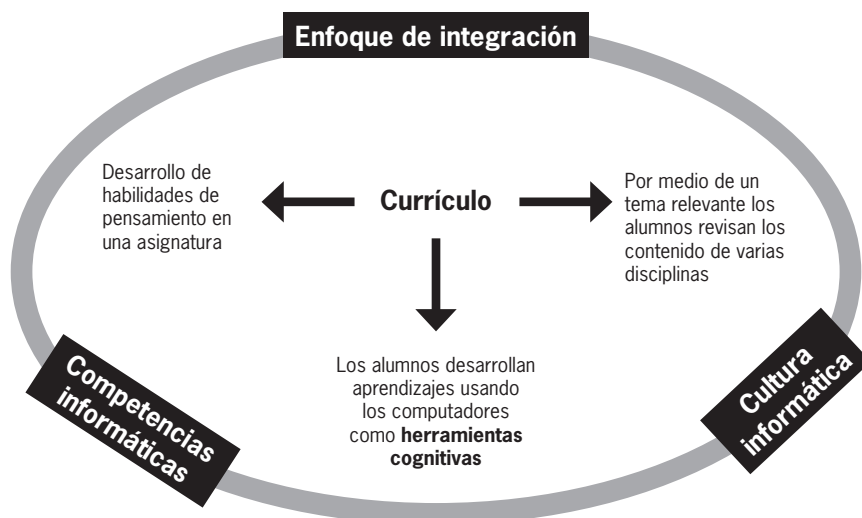 Enfoque de integración
Desarrollo de
habilidades de
pensamiento en
una asignatura
Currículo
Por medio de un
tema relevante los
alumnos revisan los
contenido de varias
disciplinas
Los alumnos desarrollan
aprendizajes usando
los computadores
como herramientas
cognitivas
Competencias
informáticas
Cultura
informática